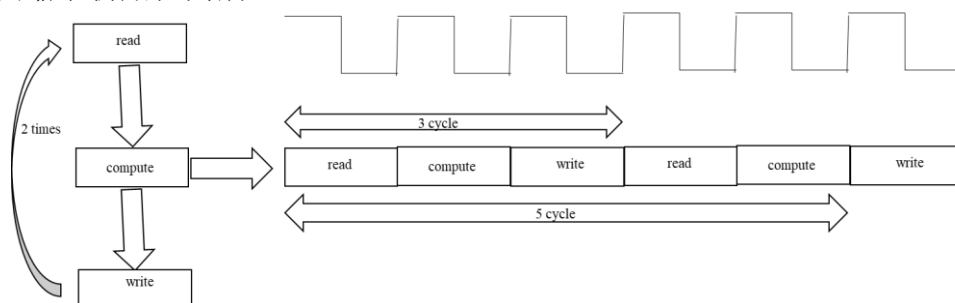 read
2 times
3 cycle
compute
read compute write read compute write
5 cycle
write